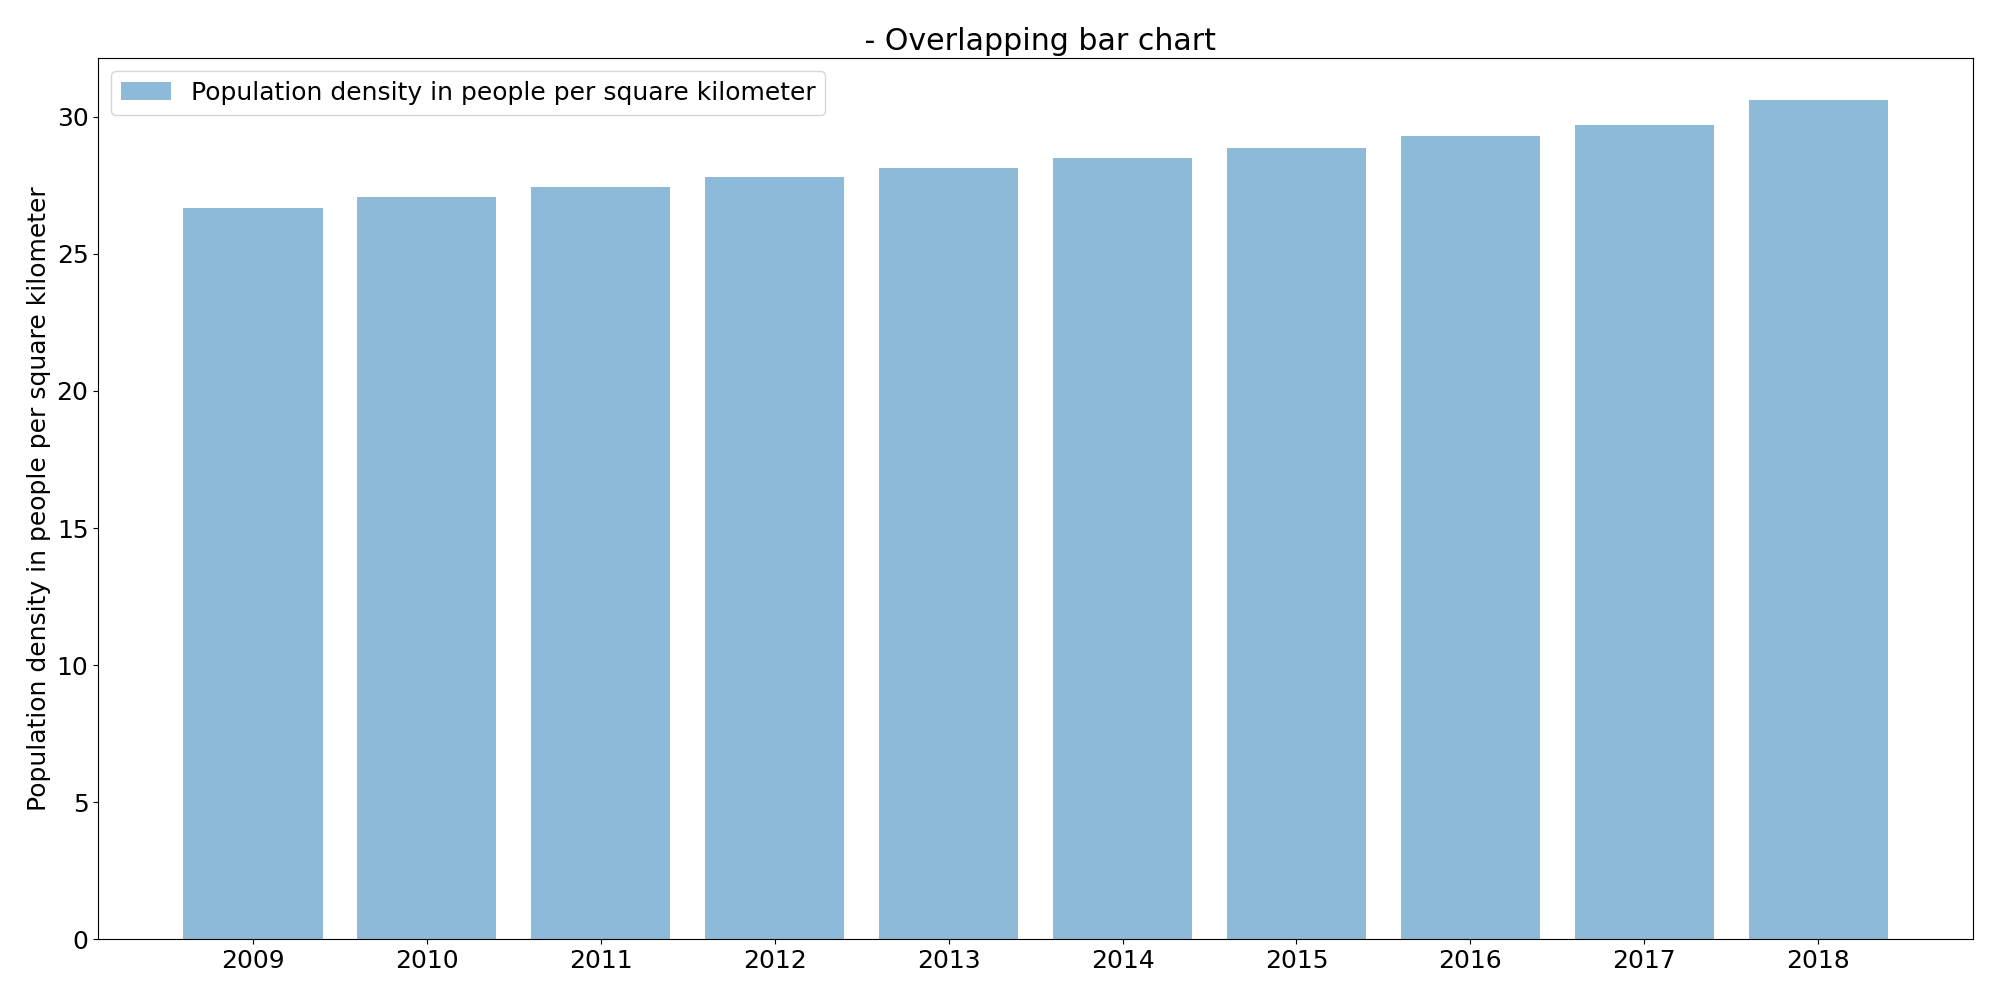 - Overlapping bar chart
Population density in people per square kilometer
Population density in people per square kilometer
30
25
20
15
10
5
0
2009 2010 2011 2012 2013 2014 2015 2016 2017 2018